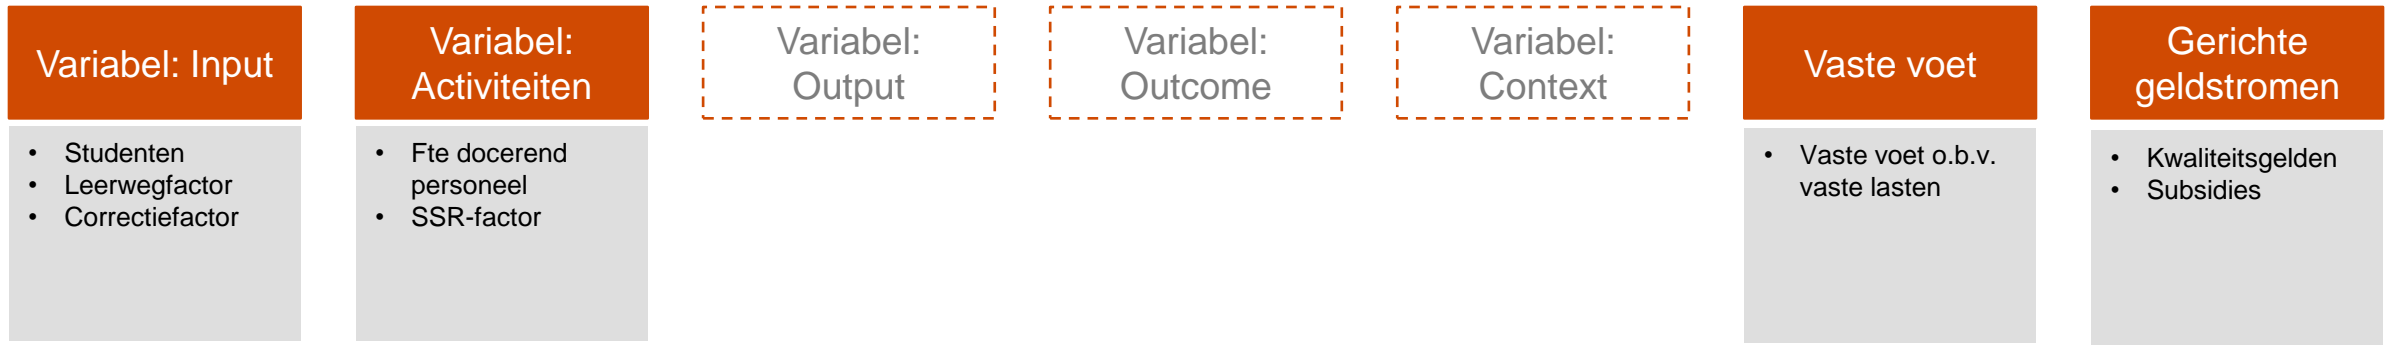 Variabel: Input
• Studenten
• Leerwegfactor
• Correctiefactor
Variabel:
Activiteiten
• Fte docerend
personeel
• SSR-factor
Variabel:
Output
Variabel:
Outcome
Variabel:
Context
Vaste voet
• Vaste voet o.b.v.
vaste lasten
Gerichte
geldstromen
• Kwaliteitsgelden
• Subsidies